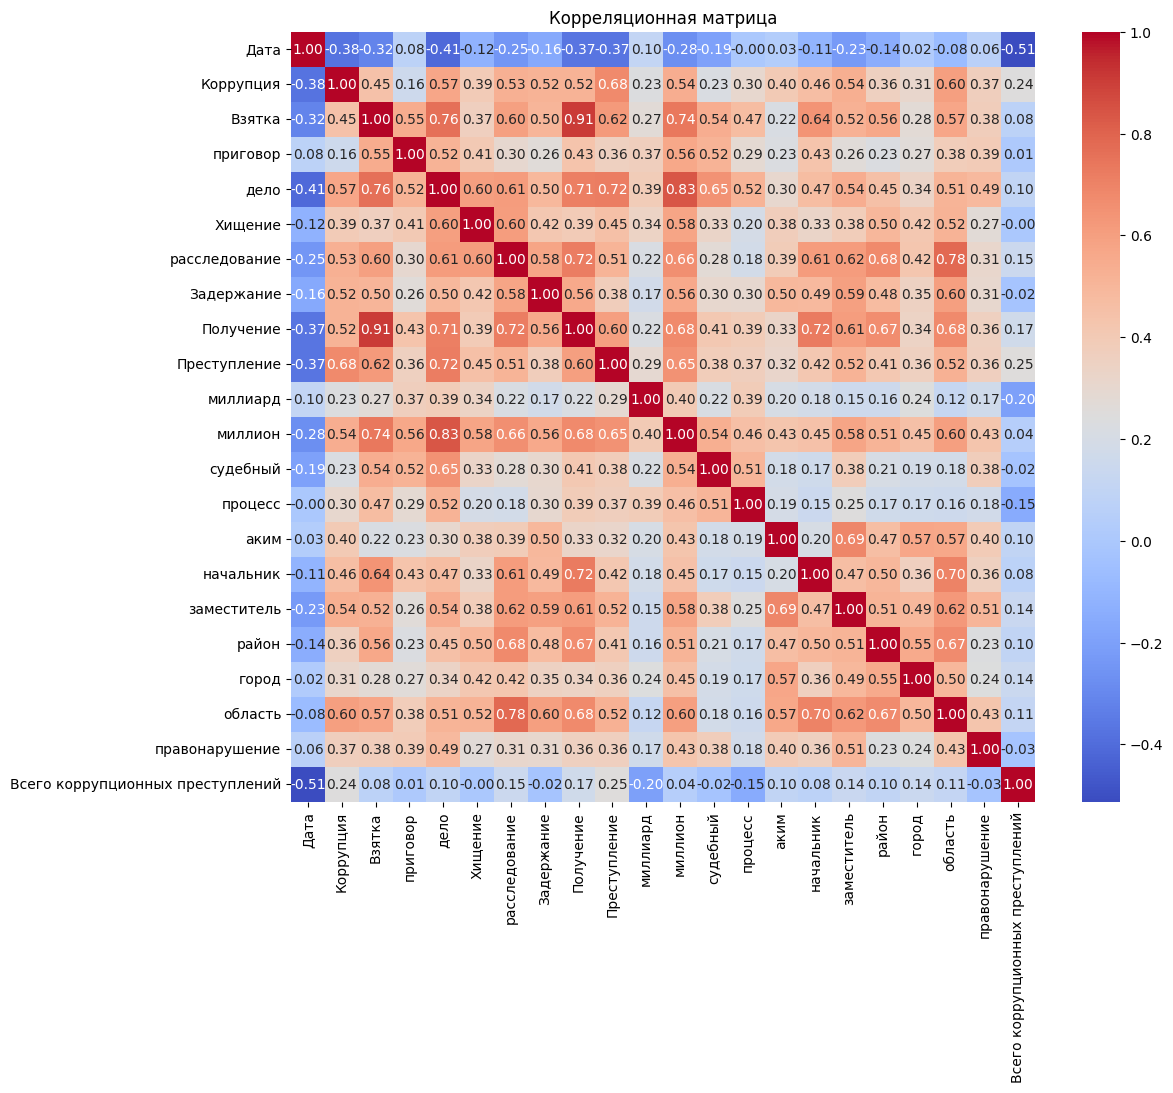 Корреляционная матрица
Дата 1.00 -0.38 -0.32 0.08 -0.41 -0.12 -0.25 -0.16 -0.37 -0.37 0.10 -0.28 -0.19 -0.00 0.03 -0.11 -0.23 -0.14 0.02 -0.08 0.06 -0.51
Коррупция -0.38 1.00 0.45 0.16 0.57 0.39 0.53 0.52 0.52 0.68 0.23 0.54 0.23 0.30 0.40 0.46 0.54 0.36 0.31 0.60 0.37 0.24
Взятка -0.32 0.45 1.00 0.55 0.76 0.37 0.60 0.50 0.91 0.62 0.27 0.74 0.54 0.47 0.22 0.64 0.52 0.56 0.28 0.57 0.38 0.08
приговор 0.08 0.16 0.55 1.00 0.52 0.41 0.30 0.26 0.43 0.36 0.37 0.56 0.52 0.29 0.23 0.43 0.26 0.23 0.27 0.38 0.39 0.01
дело -0.41 0.57 0.76 0.52 1.00 0.60 0.61 0.50 0.71 0.72 0.39 0.83 0.65 0.52 0.30 0.47 0.54 0.45 0.34 0.51 0.49 0.10
Хищение -0.12 0.39 0.37 0.41 0.60 1.00 0.60 0.42 0.39 0.45 0.34 0.58 0.33 0.20 0.38 0.33 0.38 0.50 0.42 0.52 0.27 -0.00
расследование -0.25 0.53 0.60 0.30 0.61 0.60 1.00 0.58 0.72 0.51 0.22 0.66 0.28 0.18 0.39 0.61 0.62 0.68 0.42 0.78 0.31 0.15
Задержание -0.16 0.52 0.50 0.26 0.50 0.42 0.58 1.00 0.56 0.38 0.17 0.56 0.30 0.30 0.50 0.49 0.59 0.48 0.35 0.60 0.31 -0.02
Получение -0.37 0.52 0.91 0.43 0.71 0.39 0.72 0.56 1.00 0.60 0.22 0.68 0.41 0.39 0.33 0.72 0.61 0.67 0.34 0.68 0.36 0.17
Преступление -0.37 0.68 0.62 0.36 0.72 0.45 0.51 0.38 0.60 1.00 0.29 0.65 0.38 0.37 0.32 0.42 0.52 0.41 0.36 0.52 0.36 0.25
миллиард 0.10 0.23 0.27 0.37 0.39 0.34 0.22 0.17 0.22 0.29 1.00 0.40 0.22 0.39 0.20 0.18 0.15 0.16 0.24 0.12 0.17 -0.20
миллион -0.28 0.54 0.74 0.56 0.83 0.58 0.66 0.56 0.68 0.65 0.40 1.00 0.54 0.46 0.43 0.45 0.58 0.51 0.45 0.60 0.43 0.04
судебный -0.19 0.23 0.54 0.52 0.65 0.33 0.28 0.30 0.41 0.38 0.22 0.54 1.00 0.51 0.18 0.17 0.38 0.21 0.19 0.18 0.38 -0.02
процесс -0.00 0.30 0.47 0.29 0.52 0.20 0.18 0.30 0.39 0.37 0.39 0.46 0.51 1.00 0.19 0.15 0.25 0.17 0.17 0.16 0.18 -0.15
аким 0.03 0.40 0.22 0.23 0.30 0.38 0.39 0.50 0.33 0.32 0.20 0.43 0.18 0.19 1.00 0.20 0.69 0.47 0.57 0.57 0.40 0.10
начальник -0.11 0.46 0.64 0.43 0.47 0.33 0.61 0.49 0.72 0.42 0.18 0.45 0.17 0.15 0.20 1.00 0.47 0.50 0.36 0.70 0.36 0.08
заместитель -0.23 0.54 0.52 0.26 0.54 0.38 0.62 0.59 0.61 0.52 0.15 0.58 0.38 0.25 0.69 0.47 1.00 0.51 0.49 0.62 0.51 0.14
район -0.14 0.36 0.56 0.23 0.45 0.50 0.68 0.48 0.67 0.41 0.16 0.51 0.21 0.17 0.47 0.50 0.51 1.00 0.55 0.67 0.23 0.10
город 0.02 0.31 0.28 0.27 0.34 0.42 0.42 0.35 0.34 0.36 0.24 0.45 0.19 0.17 0.57 0.36 0.49 0.55 1.00 0.50 0.24 0.14
область -0.08 0.60 0.57 0.38 0.51 0.52 0.78 0.60 0.68 0.52 0.12 0.60 0.18 0.16 0.57 0.70 0.62 0.67 0.50 1.00 0.43 0.11
правонарушение 0.06 0.37 0.38 0.39 0.49 0.27 0.31 0.31 0.36 0.36 0.17 0.43 0.38 0.18 0.40 0.36 0.51 0.23 0.24 0.43 1.00 -0.03
Всего коррупционных преступлений -0.51 0.24 0.08 0.01 0.10 -0.00 0.15 -0.02 0.17 0.25 -0.20 0.04 -0.02 -0.15 0.10 0.08 0.14 0.10 0.14 0.11 -0.03 1.00
Дата
Коррупция
Взятка
приговор
дело
Хищение
расследование
Задержание
Получение
Преступление
миллиард
миллион
судебный
процесс
аким
начальник
заместитель
район
город
область
правонарушение
Всего коррупционных преступлений
1.0
0.8
0.6
0.4
0.2
0.0
-0.2
-0.4